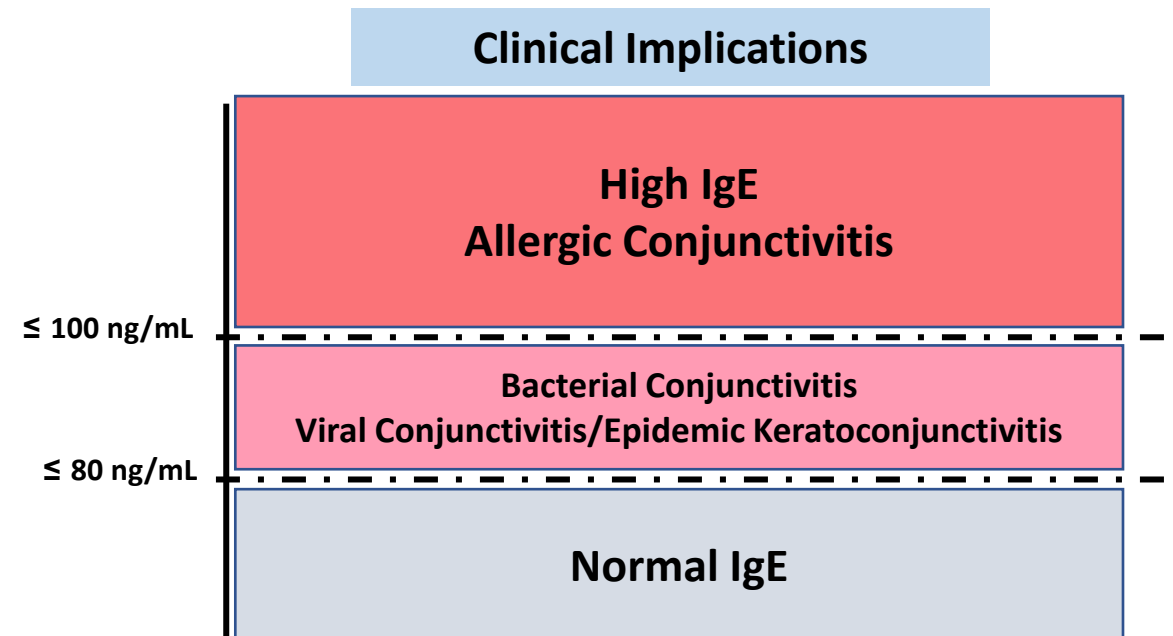 Clinical Implications
High IgE
Allergic Conjunctivitis
≤ 100 ng/mL
Bacterial Conjunctivitis
Viral Conjunctivitis/Epidemic Keratoconjunctivitis
≤ 80 ng/mL
Normal IgE